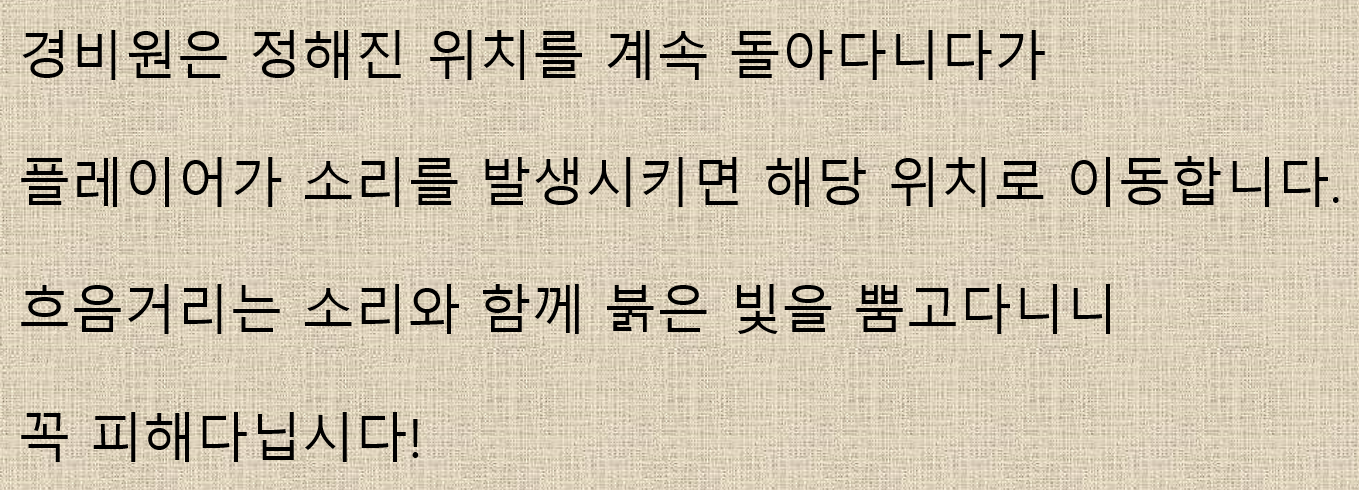 경비원은 정해진 위치를 계속 돌아다니다가
플레이어가 소리를 발생시키면 해당 위치로 이동합니다.
흐음거리는 소리와 함께 붉은 빛을 뿜고다니니
꼭 피해다닙시다!